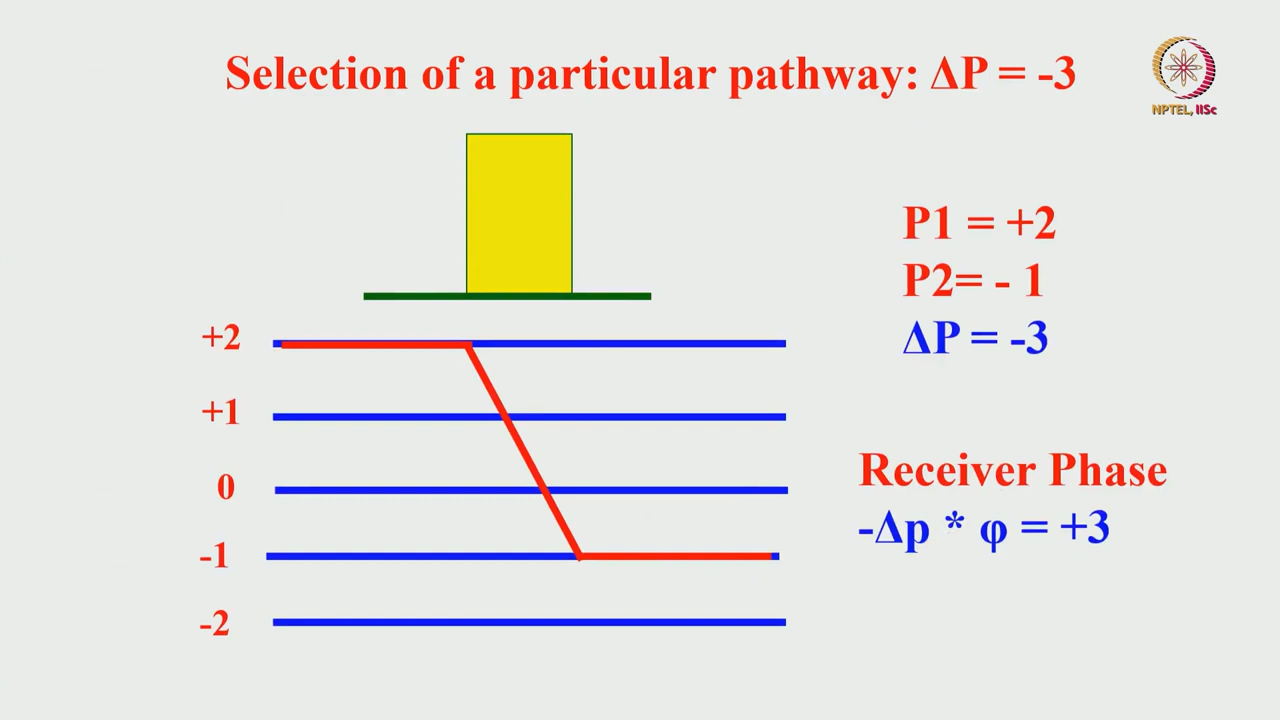 Selection of a particular pathway: ΔP = -3
NPTEL, IISc
P1 = +2
P2= - 1
ΔP = -3
+2
+1
0
-1
-2
Receiver Phase
-Δp * φ = +3